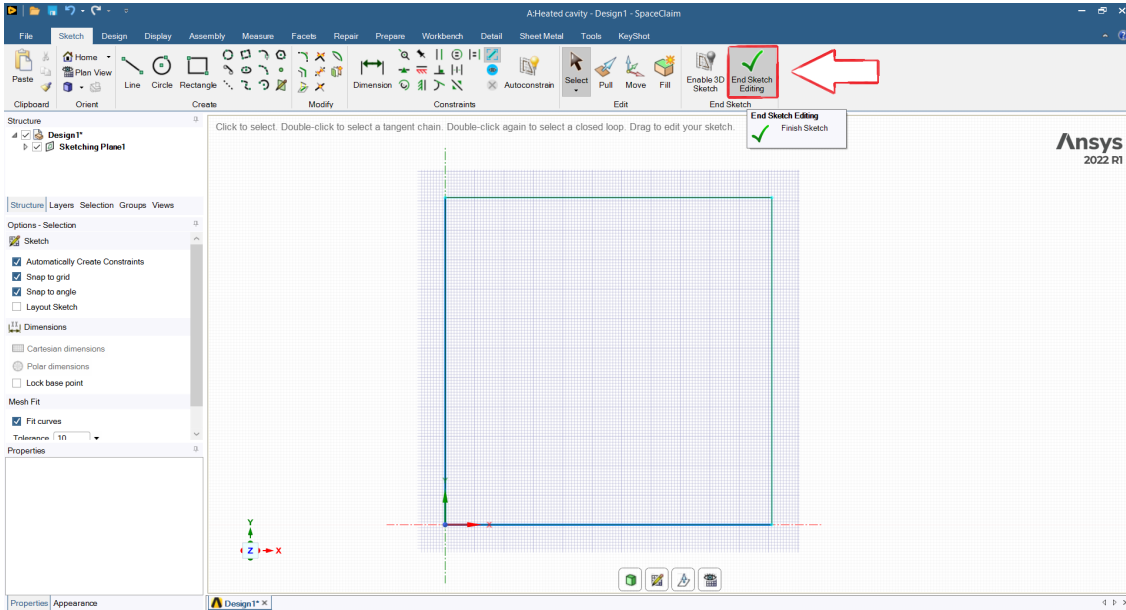 A:Heated cavity - Design1 - SpaceClaim
File Sketch Design Display Assembly Measure Facets Repair Prepare Workbench Detail Sheet Metal Tools KeyShot
Paste
Home
Plan View
Line Circle Rectangle
Dimension
Autoconstrain
Select Pull Move Fill
Enable 3D Sketch
End Sketch Editing
Clipboard Orient Create Modify Constraints Edit End Sketch
End Sketch Editing
Finish Sketch
Structure
Design1*
Sketching Plane1
Click to select. Double-click to select a tangent chain. Double-click again to select a closed loop. Drag to edit your sketch.
Ansys
2022 R1
Structure Layers Selection Groups Views
Options - Selection
Sketch
Automatically Create Constraints
Snap to grid
Snap to angle
Layout Sketch
Dimensions
Cartesian dimensions
Polar dimensions
Lock base point
Mesh Fit
Fit curves
Tolerance 10
Properties
Y
X
Y
Z
X
Properties Appearance
Design1*